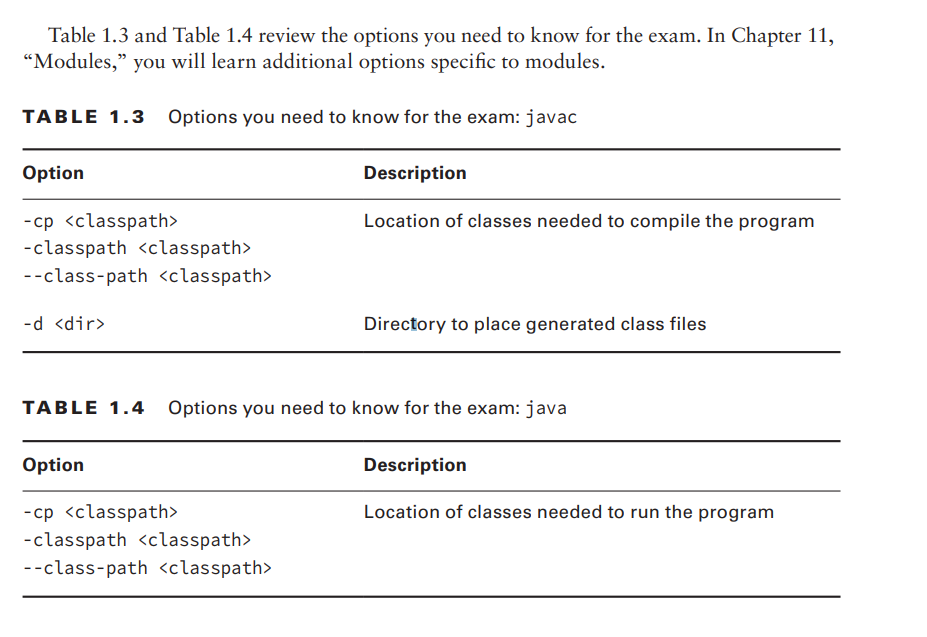 Table 1.3 and Table 1.4 review the options you need to know for the exam. In Chapter 11,
“Modules,” you will learn additional options specific to modules.
TABLE 1.3 Options you need to know for the exam: javac
Option Description
-cp <classpath> Location of classes needed to compile the program
-classpath <classpath>
--class-path <classpath>
-d <dir> Directory to place generated class files
TABLE 1.4 Options you need to know for the exam: java
Option Description
-cp <classpath> Location of classes needed to run the program
-classpath <classpath>
--class-path <classpath>